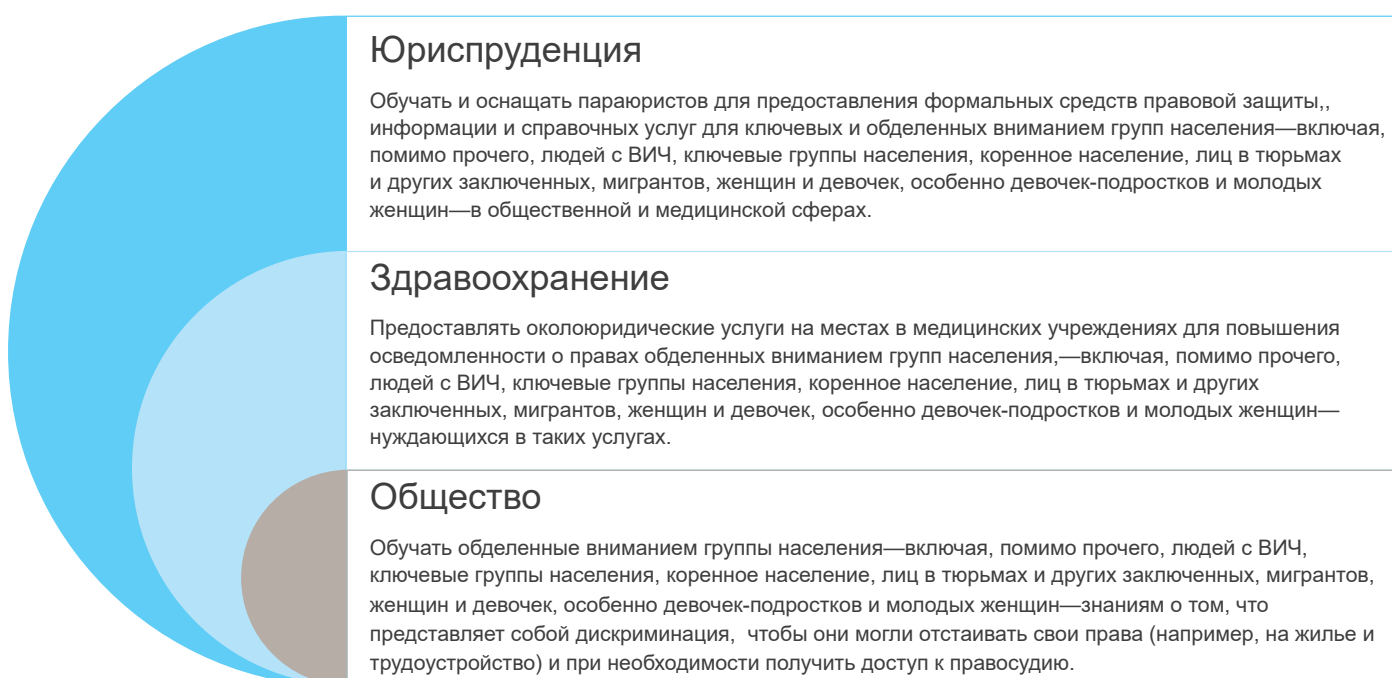 Юриспруденция
Обучать и оснащать параюристов для предоставления формальных средств правовой защиты,,
информации и справочных услуг для ключевых и обделенных вниманием групп населения—включая,
помимо прочего, людей с ВИЧ, ключевые группы населения, коренное население, лиц в тюрьмах
и других заключенных, мигрантов, женщин и девочек, особенно девочек-подростков и молодых
женщин—в общественной и медицинской сферах.
Здравоохранение
Предоставлять околоюридические услуги на местах в медицинских учреждениях для повышения
осведомленности о правах обделенных вниманием групп населения,—включая, помимо прочего,
людей с ВИЧ, ключевые группы населения, коренное население, лиц в тюрьмах и других
заключенных, мигрантов, женщин и девочек, особенно девочек-подростков и молодых женщин—
нуждающихся в таких услугах.
Общество
Обучать обделенные вниманием группы населения—включая, помимо прочего, людей с ВИЧ,
ключевые группы населения, коренное население, лиц в тюрьмах и других заключенных, мигрантов,
женщин и девочек, особенно девочек-подростков и молодых женщин—знаниям о том, что
представляет собой дискриминация,  чтобы они могли отстаивать свои права (например, на жилье и
трудоустройство) и при необходимости получить доступ к правосудию.